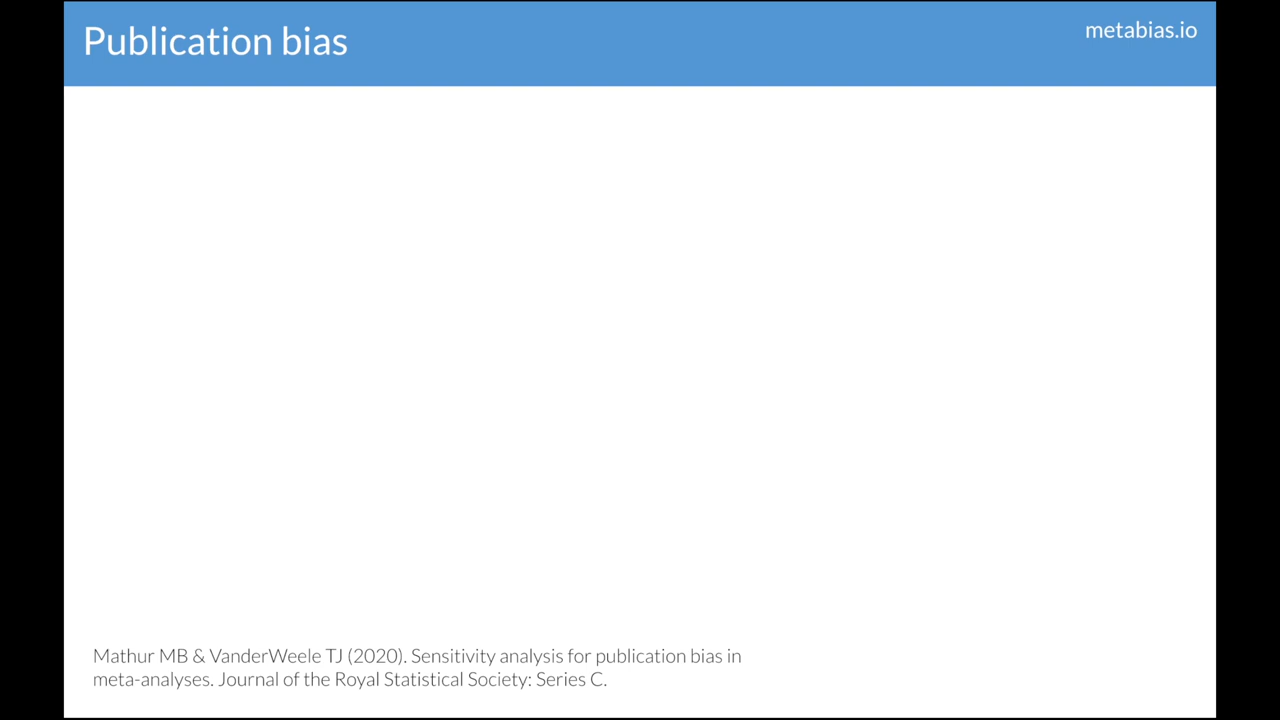 Publication bias
metabias.io
Mathur MB & VanderWeele TJ (2020). Sensitivity analysis for publication bias in
meta-analyses. Journal of the Royal Statistical Society: Series C.